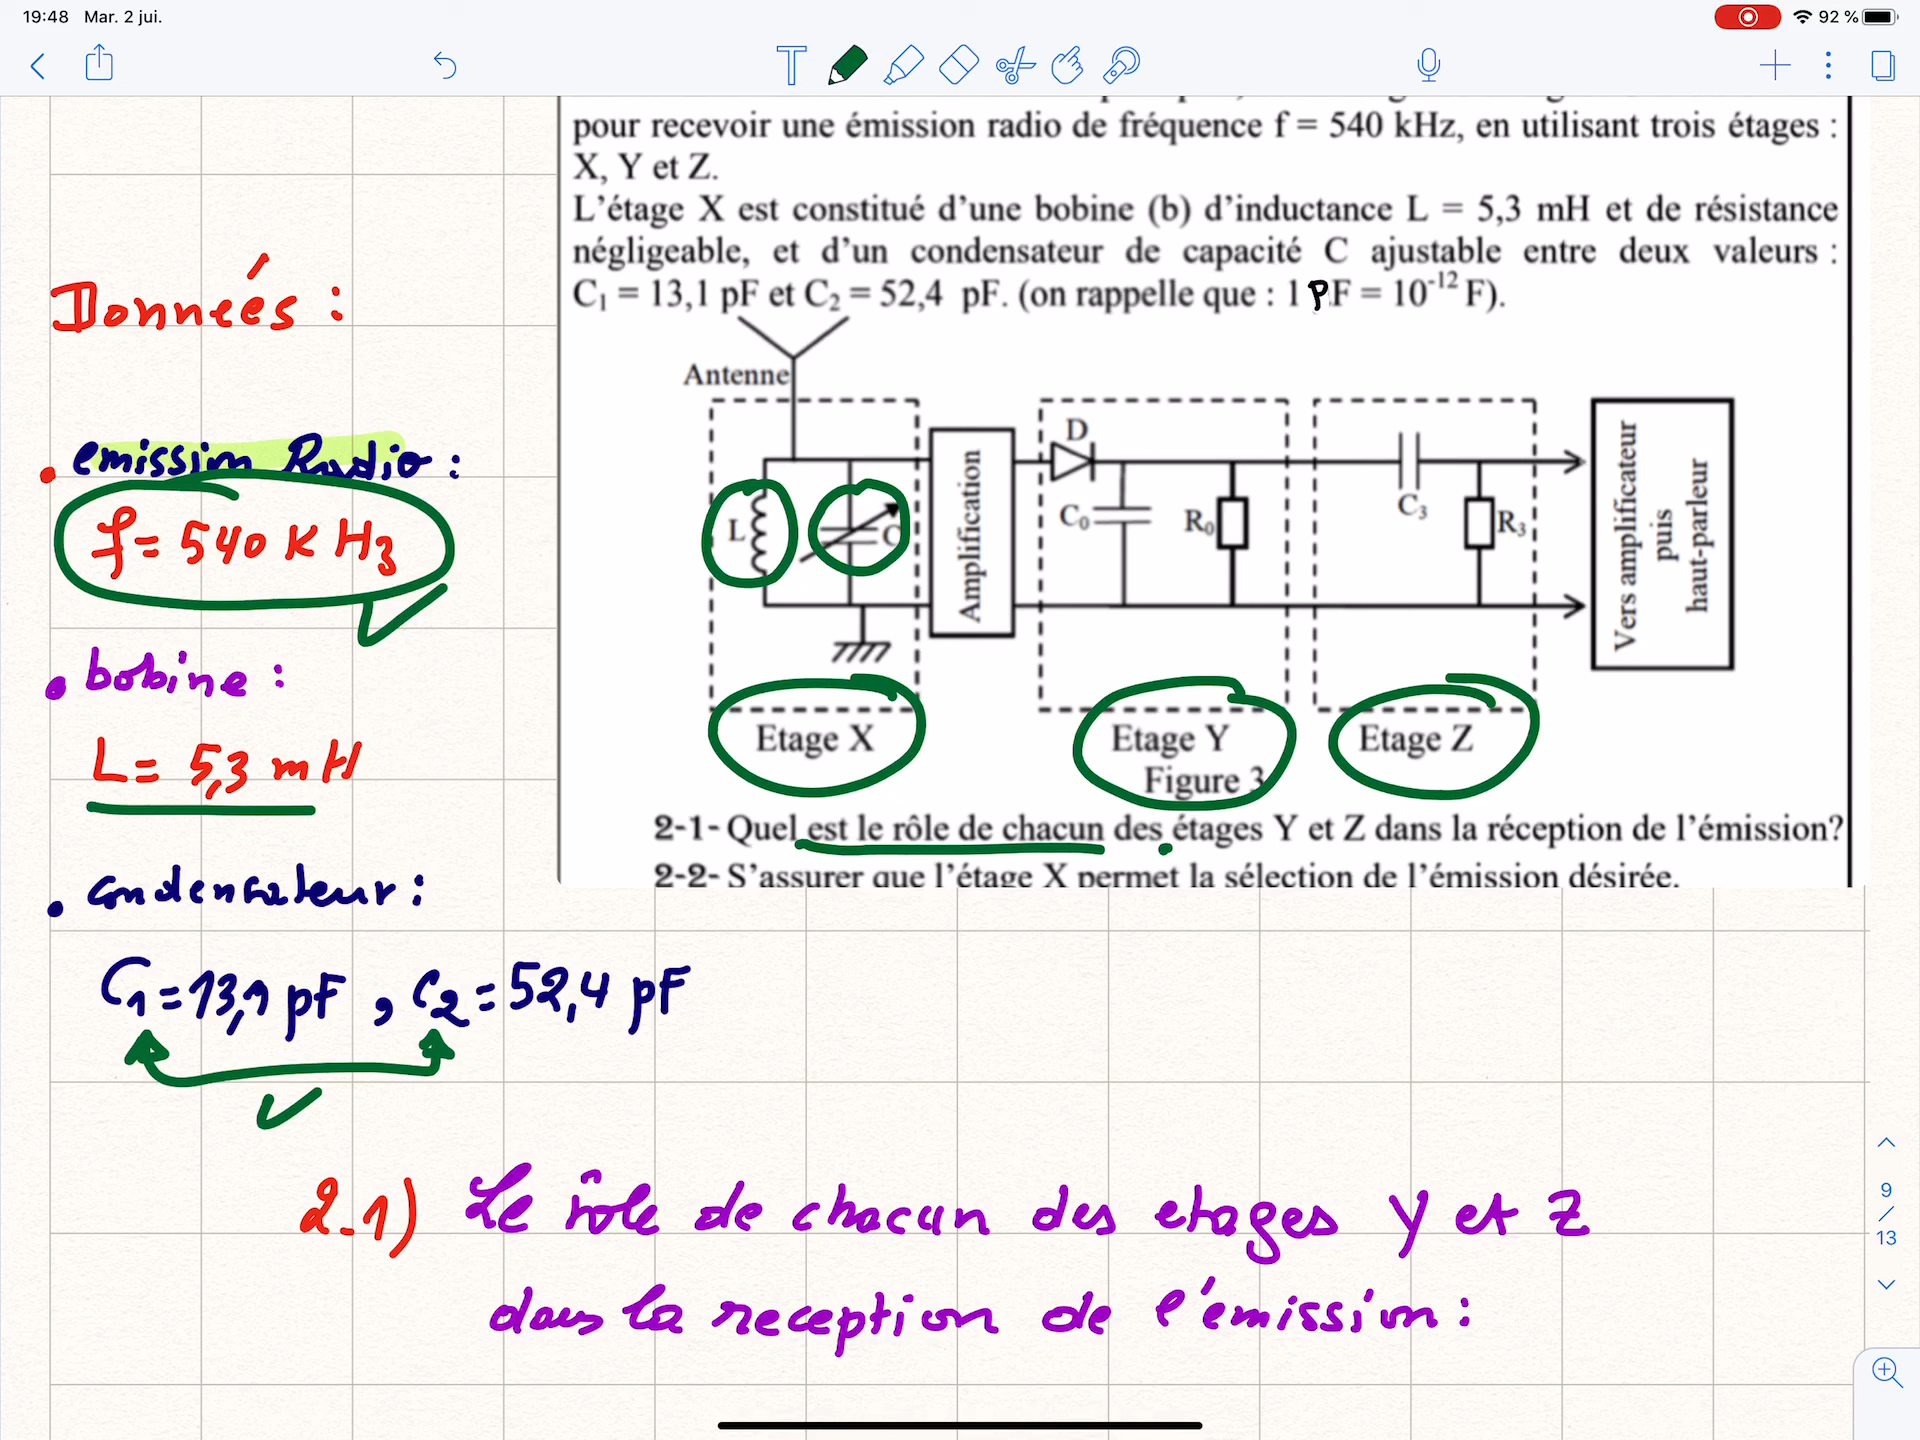 19:48 Mar. 2 jui.
92 %
pour recevoir une émission radio de fréquence f = 540 kHz, en utilisant trois étages :
X, Y et Z.
L'étage X est constitué d'une bobine (b) d'inductance L = 5,3 mH et de résistance
négligeable, et d'un condensateur de capacité C ajustable entre deux valeurs :
C₁ = 13,1 pF et C₂ = 52,4 pF. (on rappelle que : 1 PF = 10⁻¹² F).
Antenne
L
C
Amplification
D
C₀
R₀
C₃
R₃
Vers amplificateur
puis
haut-parleur
Etage X
Etage Y
Etage Z
Figure 3
2-1- Quel est le rôle de chacun des étages Y et Z dans la réception de l'émission?
2-2- S'assurer que l'étage X permet la sélection de l'émission désirée.
Données :
emission Radio :
f = 540 K Hz
bobine :
L = 5,3 mH
condensateur :
C₁ = 13,1 pF , C₂ = 52,4 pF
2-1) Le rôle de chacun des etages Y et Z
dans la reception de l'émission :
9
/
13